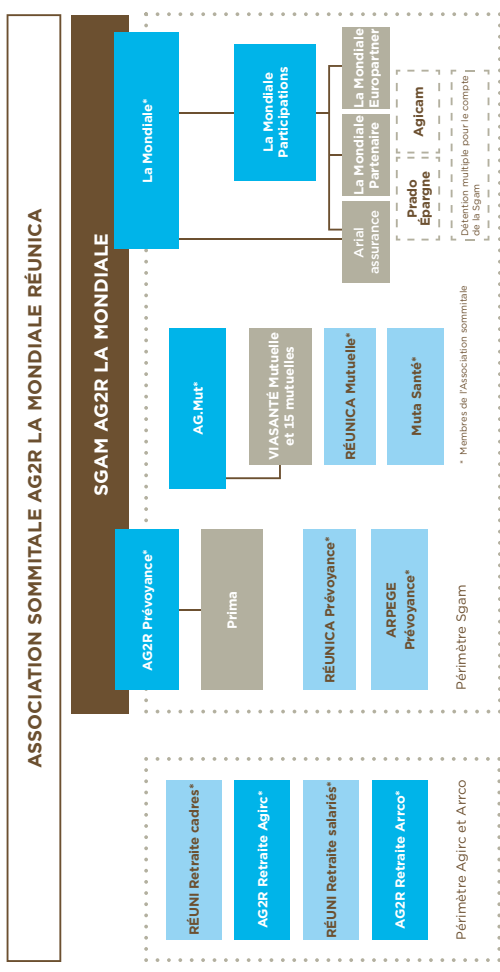 ASSOCIATION SOMMITALE AG2R LA MONDIALE RÉUNICA
SGAM AG2R LA MONDIALE
RÉUNI Retraite cadres*
AG2R Retraite Agirc*
RÉUNI Retraite salariés*
AG2R Retraite Arrco*
Périmètre Agirc et Arrco
AG2R Prévoyance*
Prima
RÉUNICA Prévoyance*
ARPEGE
Prévoyance*
Périmètre Sgam
AG.Mut*
VIASANTÉ Mutuelle
et 15 mutuelles
RÉUNICA Mutuelle*
Muta Santé*
La Mondiale*
La Mondiale
Participations
Arial
assurance
La Mondiale
Partenaire
La Mondiale
Europartner
Prado
Épargne
Agicam
Détention multiple pour le compte
de la Sgam
* Membres de l'Association sommitale